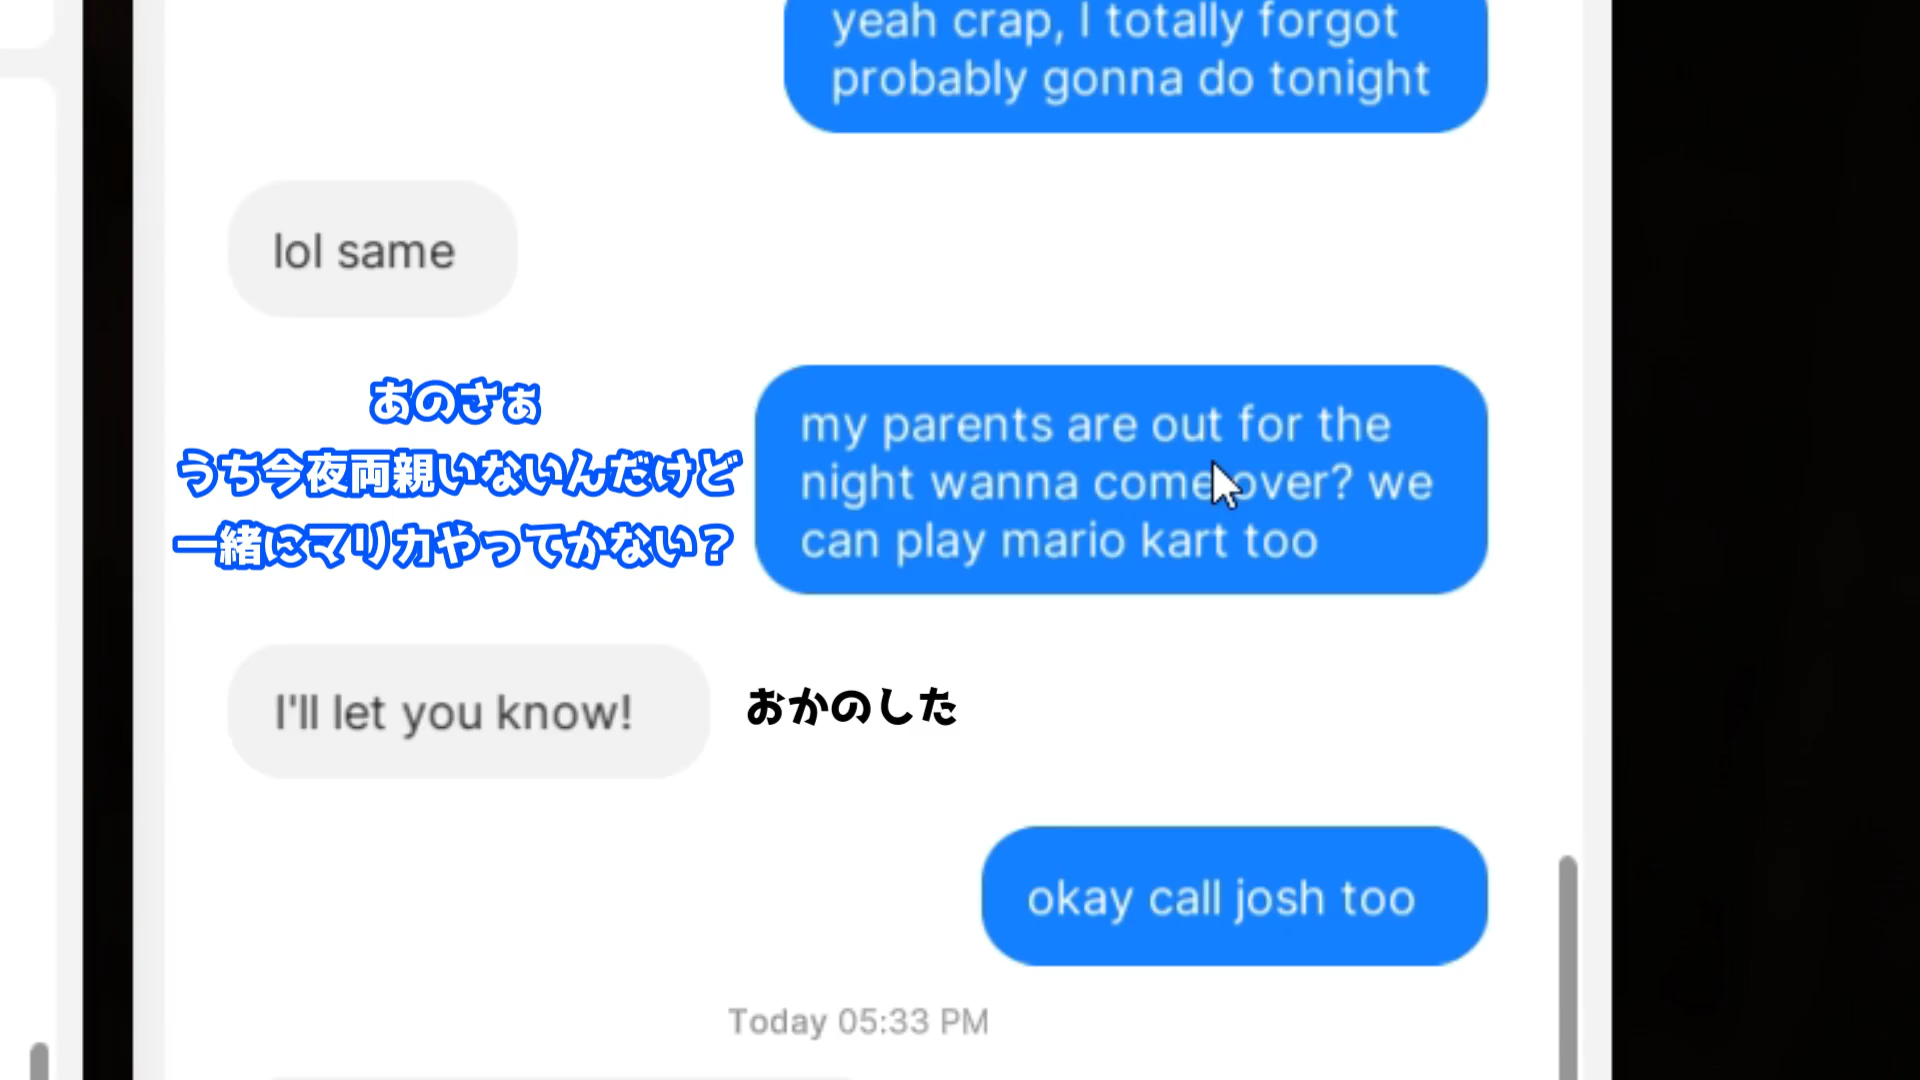 yeah crap, I totally forgot
probably gonna do tonight
lol same
あのさぁ
うち今夜両親いないんだけど
一緒にマリカやってかない？
my parents are out for the
night wanna come over? we
can play mario kart too
I'll let you know!
おかのした
okay call josh too
Today 05:33 PM